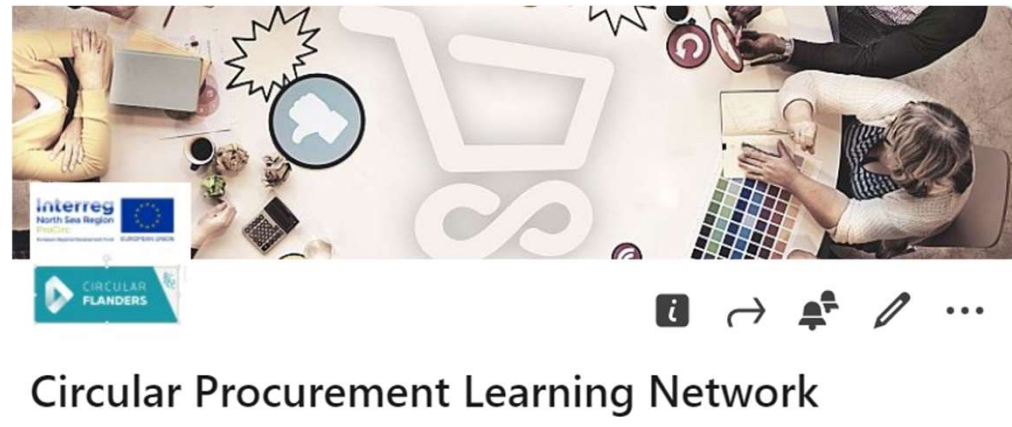 Interreg
North Sea Region
ProCirc
EUROPEAN UNION
CIRCULAR
FLANDERS
Circular Procurement Learning Network